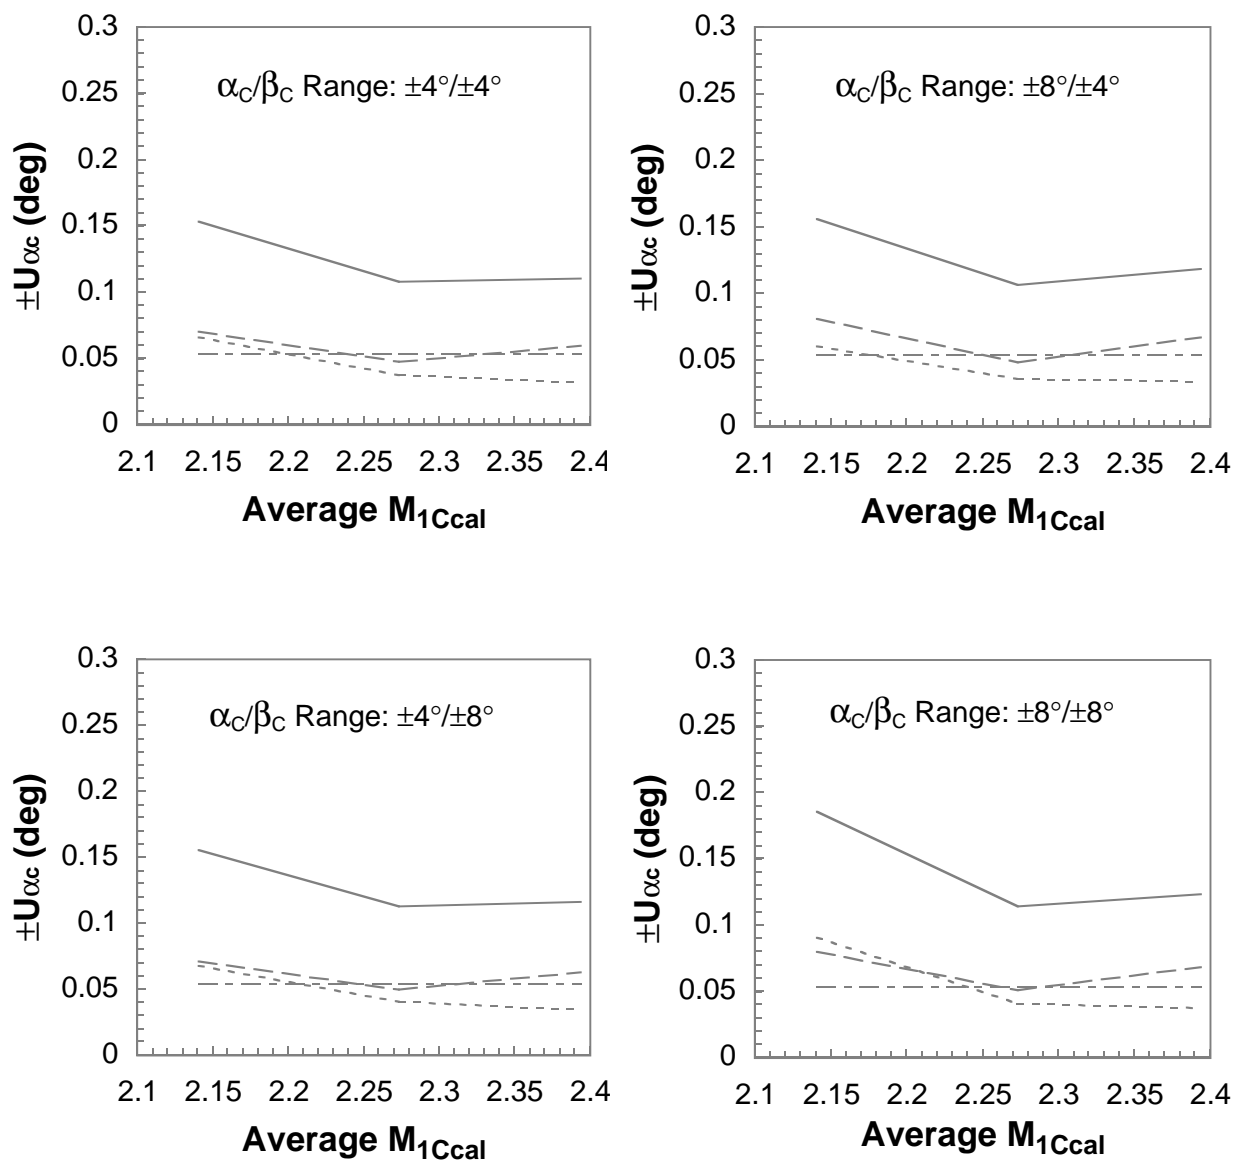 0.3
0.25
0.2
0.15
0.1
0.05
0
±Uαc (deg)
αC/βC Range: ±4°/±4°
2.1 2.15 2.2 2.25 2.3 2.35 2.4
Average M1Ccal
0.3
0.25
0.2
0.15
0.1
0.05
0
±Uαc (deg)
αC/βC Range: ±8°/±4°
2.1 2.15 2.2 2.25 2.3 2.35 2.4
Average M1Ccal
0.3
0.25
0.2
0.15
0.1
0.05
0
±Uαc (deg)
αC/βC Range: ±4°/±8°
2.1 2.15 2.2 2.25 2.3 2.35 2.4
Average M1Ccal
0.3
0.25
0.2
0.15
0.1
0.05
0
±Uαc (deg)
αC/βC Range: ±8°/±8°
2.1 2.15 2.2 2.25 2.3 2.35 2.4
Average M1Ccal